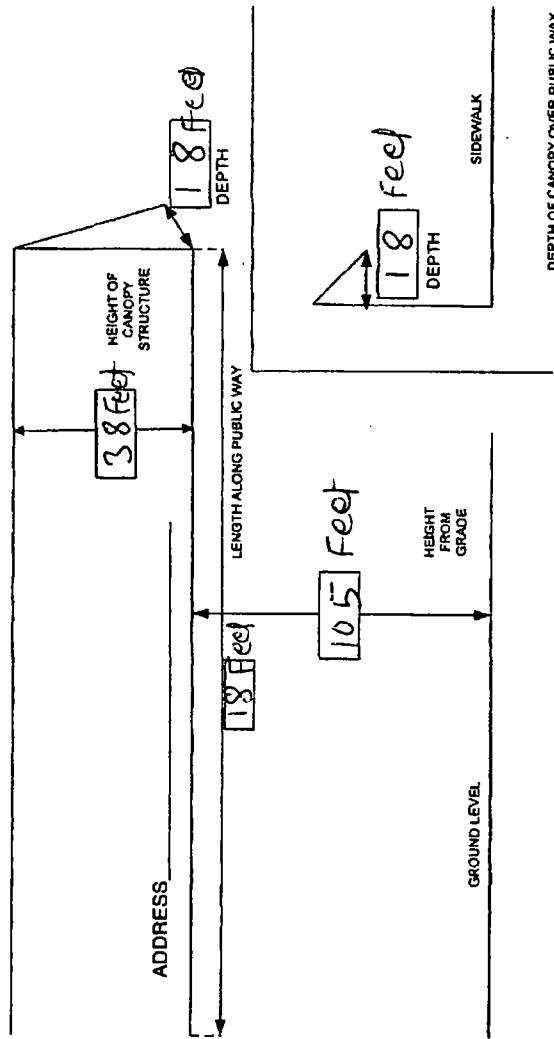 38 Feet
HEIGHT OF
CANOPY
STRUCTURE
18 Feet
DEPTH
ADDRESS
LENGTH ALONG PUBLIC WAY
18 Feet
105 Feet
HEIGHT
FROM
GRADE
GROUND LEVEL
18 Feet
DEPTH
SIDEWALK
DEPTH OF CANOPY OVER PUBLIC WAY